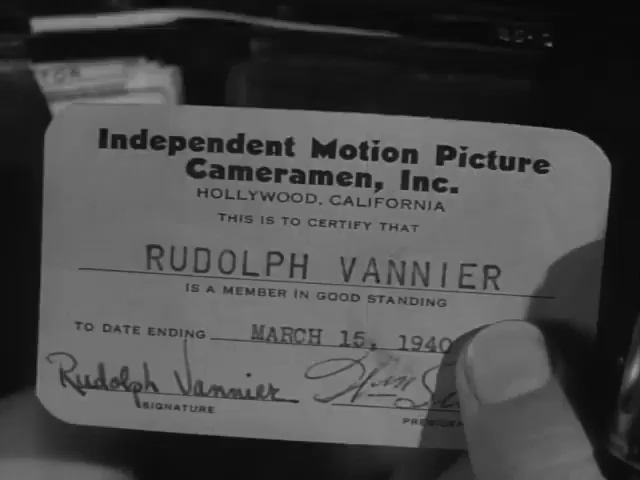 Independent Motion Picture
Cameramen, Inc.
HOLLYWOOD, CALIFORNIA
THIS IS TO CERTIFY THAT
RUDOLPH VANNIER
IS A MEMBER IN GOOD STANDING
TO DATE ENDING MARCH 15, 1940
Rudolph Vannier Wm
SIGNATURE